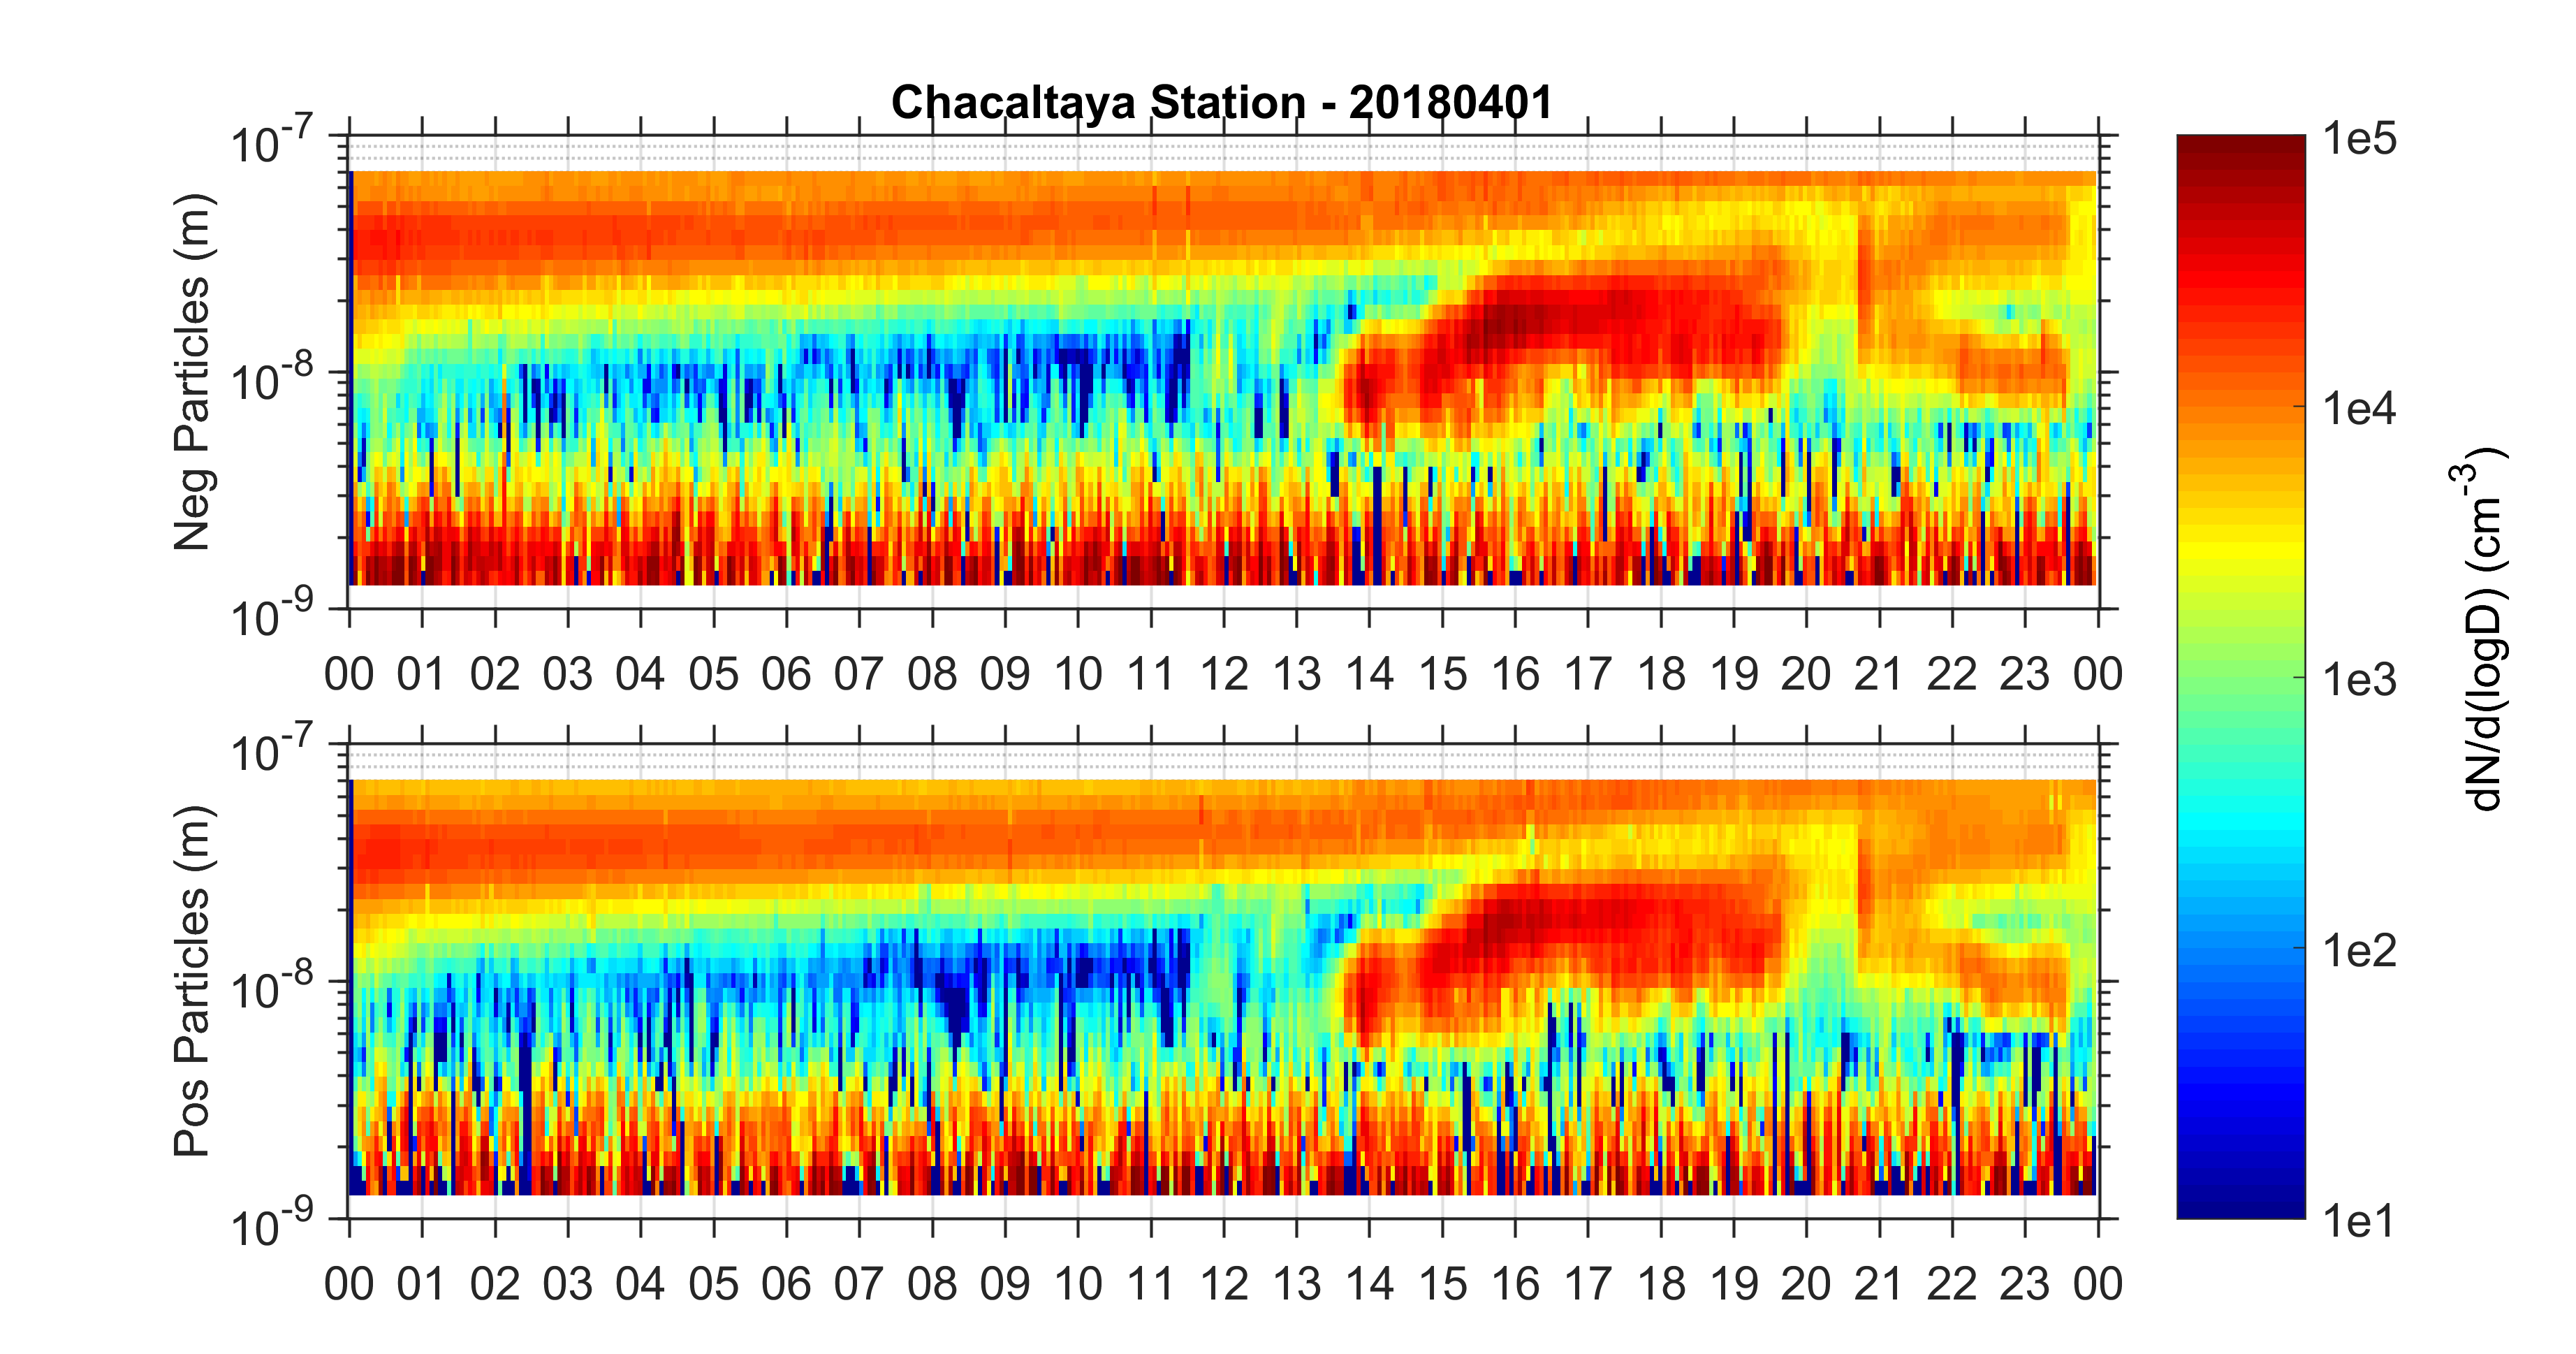 Chacaltaya Station - 20180401
Neg Particles (m)
10-7
10-8
10-9
00 01 02 03 04 05 06 07 08 09 10 11 12 13 14 15 16 17 18 19 20 21 22 23 00
Pos Particles (m)
10-7
10-8
10-9
00 01 02 03 04 05 06 07 08 09 10 11 12 13 14 15 16 17 18 19 20 21 22 23 00
1e5
1e4
1e3
1e2
1e1
dN/d(logD) (cm-3)